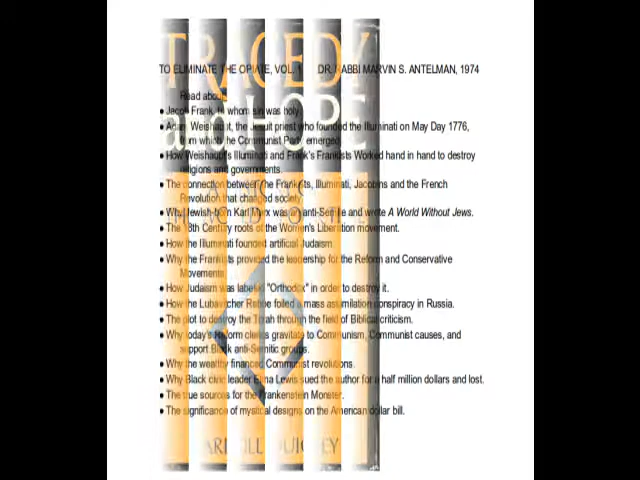 TRAGEDY
TO ELIMINATE THE OPIATE, VOL. 1 DR. RABBI MARVIN S. ANTELMAN, 1974
and HOPE
Read about
● Jacob Frank, to whom sin was holy.
● Adam Weishaupt, the Jesuit priest who founded the Illuminati on May Day 1776,
from which the Communist Party emerged.
● How Weishaupt's Illuminati and Frank's Frankists Worked hand in hand to destroy
religions and governments.
● The connection between the Frankists, Illuminati, Jacobins and the French
Revolution that changed society.
● Why Jewish-born Karl Marx was an anti-Semite and wrote A World Without Jews.
● The 18th Century roots of the Women's Liberation movement.
● How the Illuminati founded artificial Judaism.
● Why the Frankists provided the leadership for the Reform and Conservative
Movements.
● How Judaism was labeled "Orthodox" in order to destroy it.
● How the Lubavitcher Rebbe foiled a mass assimilation conspiracy in Russia.
● The plot to destroy the Torah through the field of Biblical criticism.
● Why today's Reform clerics gravitate to Communism, Communist causes, and
support Black anti-Semitic groups.
● Why the wealthy financed Communist revolutions.
● Why Black civic leader Edna Lewis sued the author for a half million dollars and lost.
● The true sources for the Frankenstein Monster.
● The significance of mystical designs on the American dollar bill.